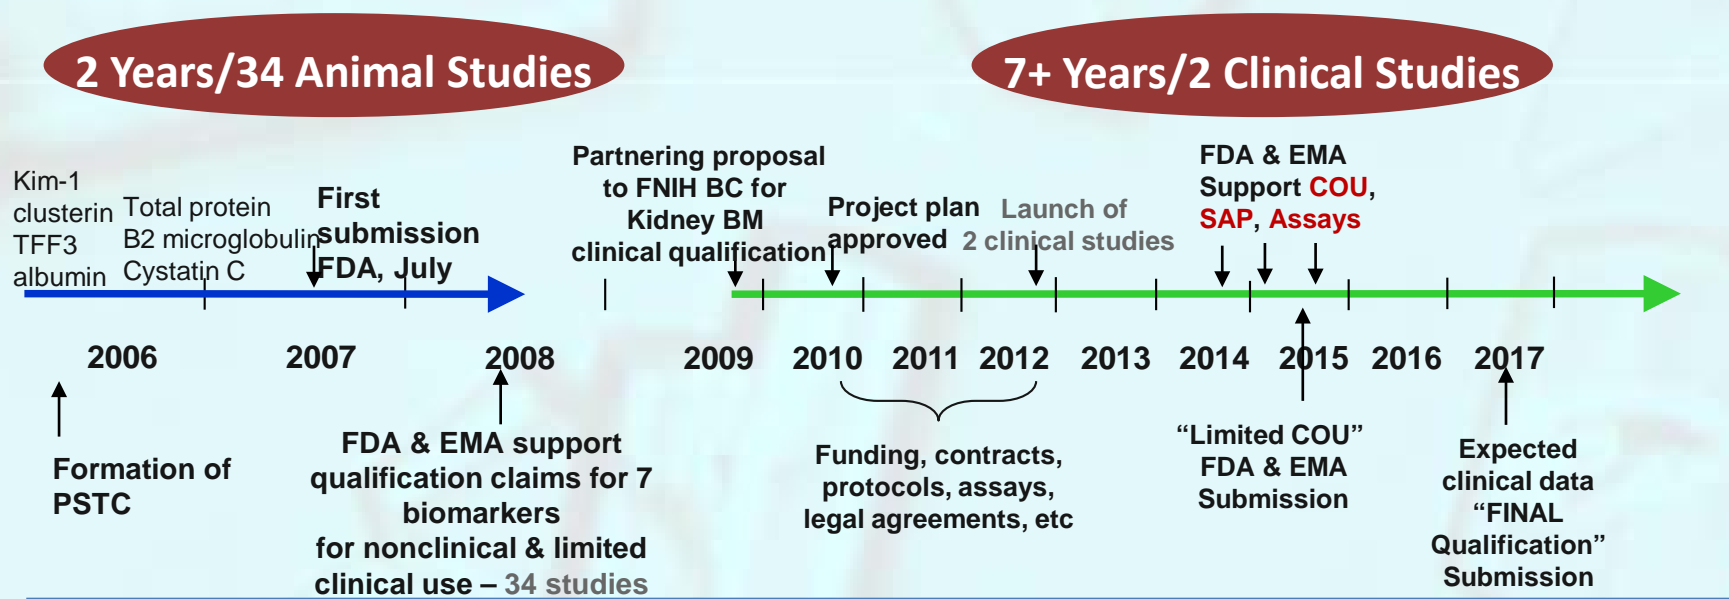 2 Years/34 Animal Studies
7+ Years/2 Clinical Studies
Kim-1
clusterin
TFF3
albumin
Total protein
B2 microglobulin
Cystatin C
First
submission
FDA, July
Partnering proposal
to FNIH BC for
Kidney BM
clinical qualification
Project plan
approved
Launch of
2 clinical studies
FDA & EMA
Support COU,
SAP, Assays
2006
2007
2008
2009
2010
2011
2012
2013
2014
2015
2016
2017
Formation of
PSTC
FDA & EMA support
qualification claims for 7
biomarkers
for nonclinical & limited
clinical use – 34 studies
Funding, contracts,
protocols, assays,
legal agreements, etc
“Limited COU”
FDA & EMA
Submission
Expected
clinical data
“FINAL
Qualification”
Submission